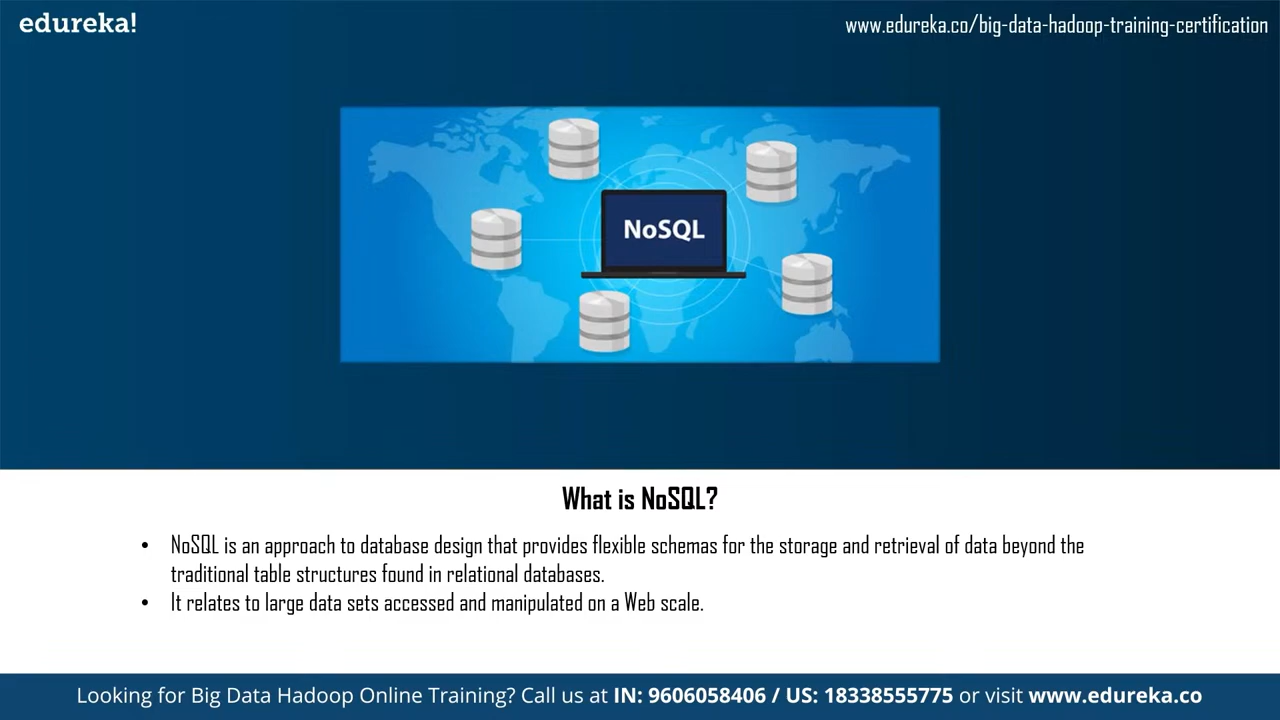 edureka!
www.edureka.co/big-data-hadoop-training-certification
NoSQL
What is NoSQL?
• NoSQL is an approach to database design that provides flexible schemas for the storage and retrieval of data beyond the
traditional table structures found in relational databases.
• It relates to large data sets accessed and manipulated on a Web scale.
Looking for Big Data Hadoop Online Training? Call us at IN: 9606058406 / US: 18338555775 or visit www.edureka.co